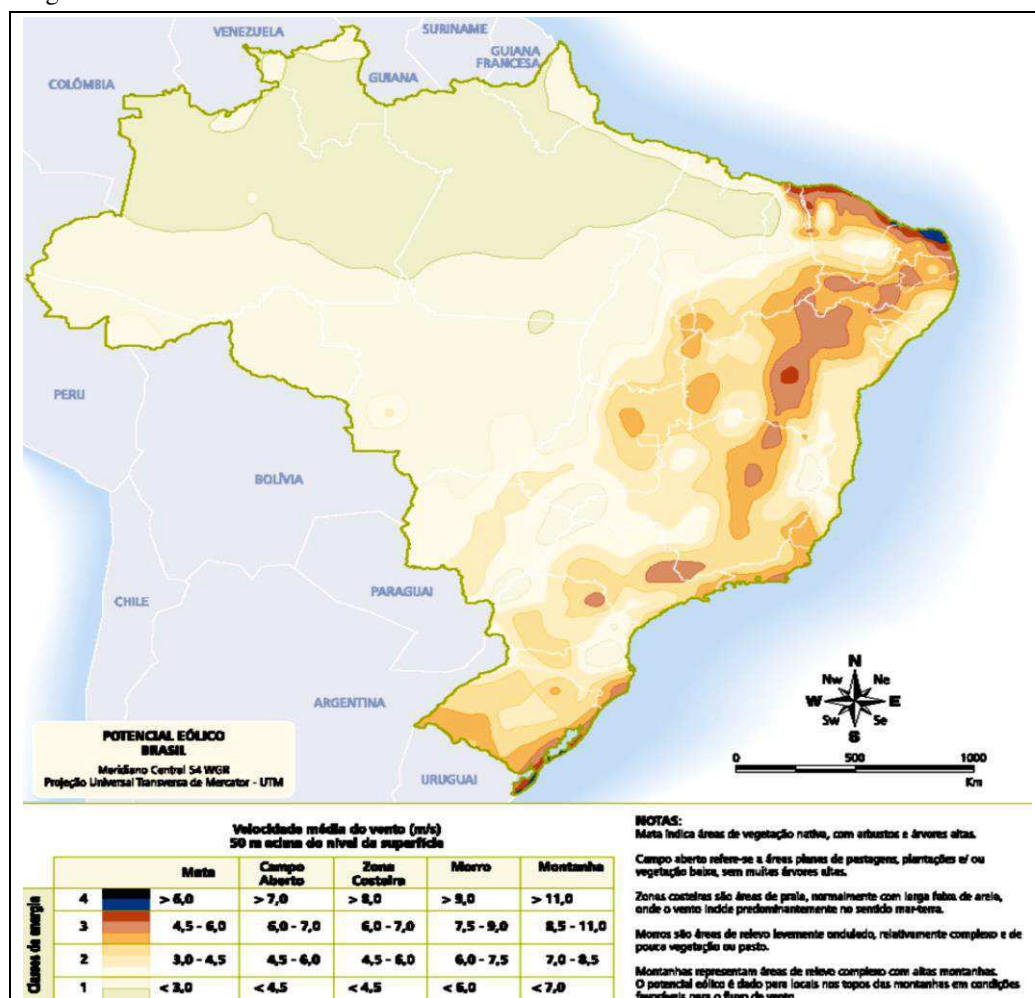 VENEZUELA
SURINAME
GUIANA
FRANCESA
GUIANA
COLÔMBIA
PERU
BOLÍVIA
PARAGUAI
CHILE
ARGENTINA
URUGUAI
N
Nw Ne
W E
Sw Se
S
0 500 1000
Km
POTENCIAL EÓLICO
BRASIL
Meridiano Central 54 WGR
Projeção Universal Transversa de Mercator - UTM
Velocidade média do vento (m/s)
50 m acima do nível da superfície
Mata Campo Aberto Zona Costeira Morro Montanha
Classes de energia
4 > 6,0 > 7,0 > 8,0 > 9,0 > 11,0
3 4,5 - 6,0 6,0 - 7,0 6,0 - 7,0 7,5 - 9,0 8,5 - 11,0
2 3,0 - 4,5 4,5 - 6,0 4,5 - 6,0 6,0 - 7,5 7,0 - 8,5
1 < 3,0 < 4,5 < 4,5 < 6,0 < 7,0
NOTAS:
Mata indica áreas de vegetação nativa, com arbustos e árvores altas.
Campo aberto refere-se a áreas planas de pastagens, plantações e/ ou
vegetação baixa, sem muitas árvores altas.
Zonas costeiras são áreas de praia, normalmente com larga faixa de areia,
onde o vento incide predominantemente no sentido mar-terra.
Morros são áreas de relevo levemente ondulado, relativamente complexo e de
pouca vegetação ou pasto.
Montanhas representam áreas de relevo complexo com altas montanhas.
O potencial eólico é dado para locais nos topos das montanhas em condições
favoráveis para o fluxo de vento